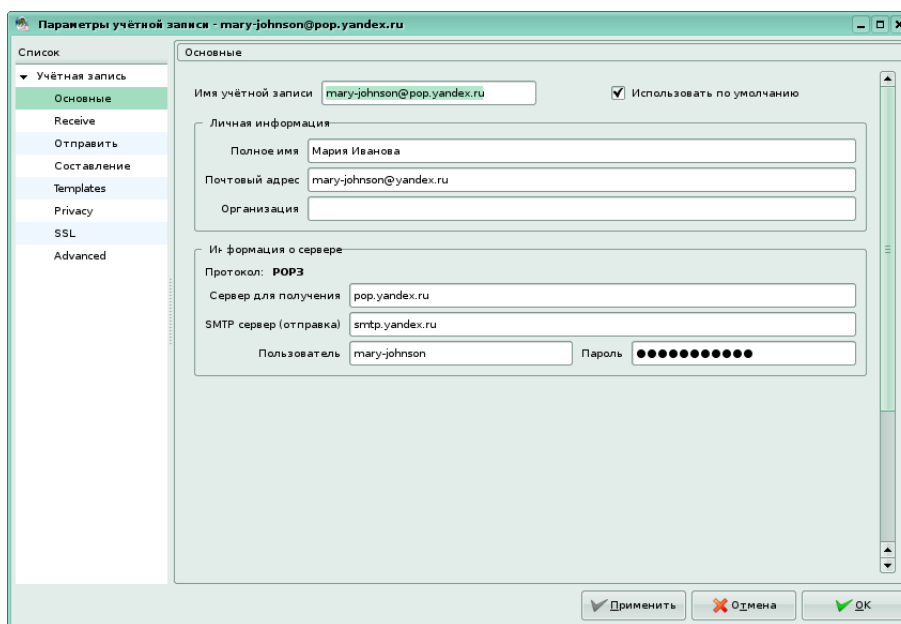 Параметры учётной записи - mary-johnson@pop.yandex.ru
Список
Учётная запись
Основные
Receive
Отправить
Составление
Templates
Privacy
SSL
Advanced
Основные
Имя учётной записи mary-johnson@pop.yandex.ru Использовать по умолчанию
Личная информация
Полное имя Мария Иванова
Почтовый адрес mary-johnson@yandex.ru
Организация
Информация о сервере
Протокол: POP3
Сервер для получения pop.yandex.ru
SMTP сервер (отправка) smtp.yandex.ru
Пользователь mary-johnson Пароль ●●●●●●●●●●●
Применить Отмена OK